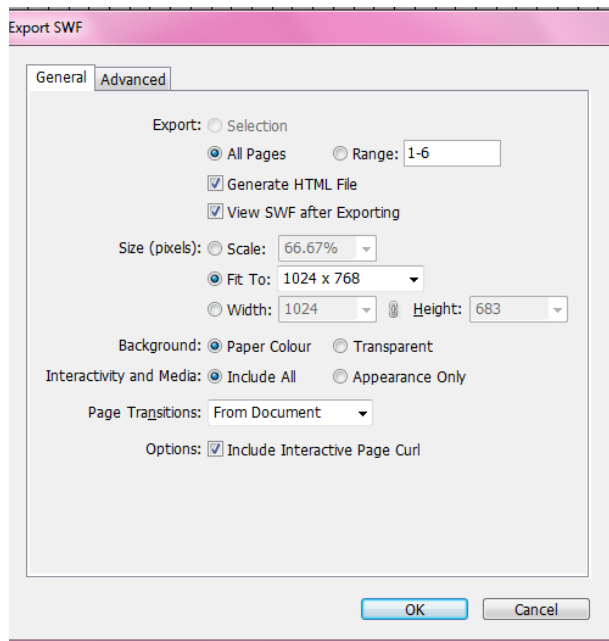 Export SWF
General Advanced
Export: Selection
All Pages Range: 1-6
Generate HTML File
View SWF after Exporting
Size (pixels): Scale: 66.67%
Fit To: 1024 x 768
Width: 1024 Height: 683
Background: Paper Colour Transparent
Interactivity and Media: Include All Appearance Only
Page Transitions: From Document
Options: Include Interactive Page Curl
OK Cancel